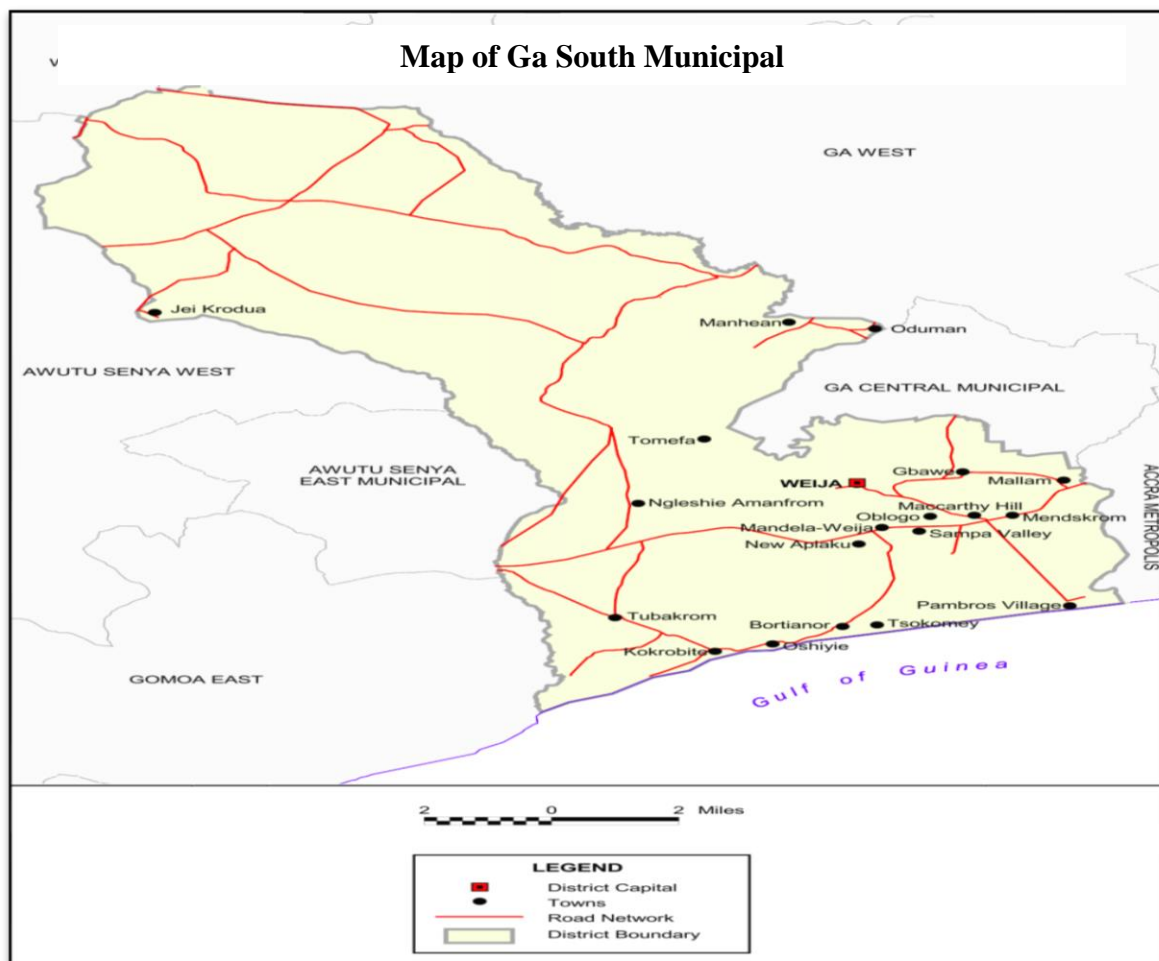 Map of Ga South Municipal
GA WEST
Jei Krodua
Manhean
Oduman
AWUTU SENYA WEST
GA CENTRAL MUNICIPAL
Tomefa
AWUTU SENYA
EAST MUNICIPAL
Gbawe
WEIJA
Mallam
ACCRA METROPOLIS
Ngleshie Amanfrom
Maccarthy Hill
Oblogo
Mendskrom
Mandela-Weija
Sampa Valley
New Aplaku
Pambros Village
Tubakrom
Bortianor
Tsokomey
Kokrobite
Oshiyie
GOMOA EAST
Gulf of Guinea
2 0 2 Miles
LEGEND
District Capital
Towns
Road Network
District Boundary